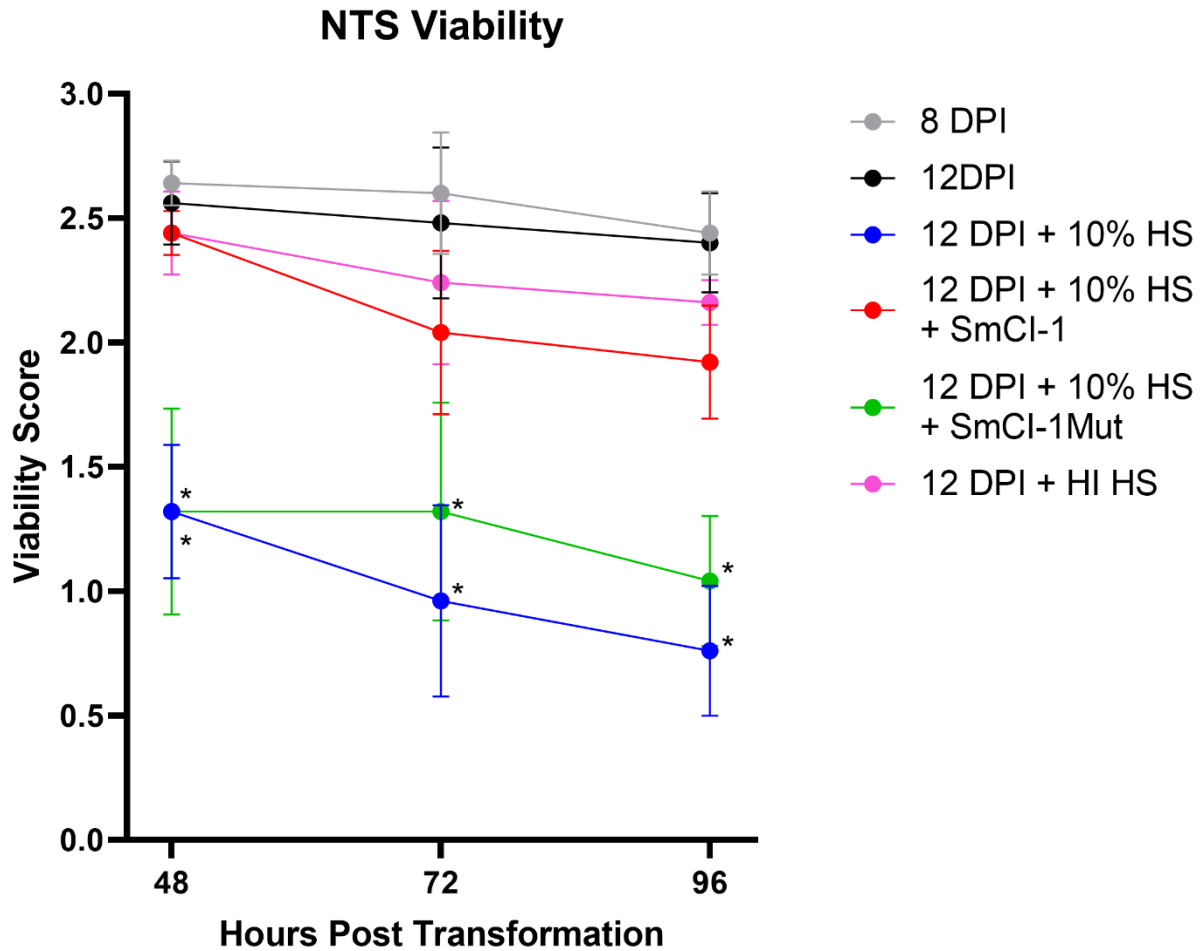 NTS Viability
3.0
2.5
2.0
1.5
1.0
0.5
0.0
Viability Score
*
*
*
*
*
*
48
72
96
Hours Post Transformation
8 DPI
12DPI
12 DPI + 10% HS
12 DPI + 10% HS
+ SmCI-1
12 DPI + 10% HS
+ SmCI-1Mut
12 DPI + HI HS